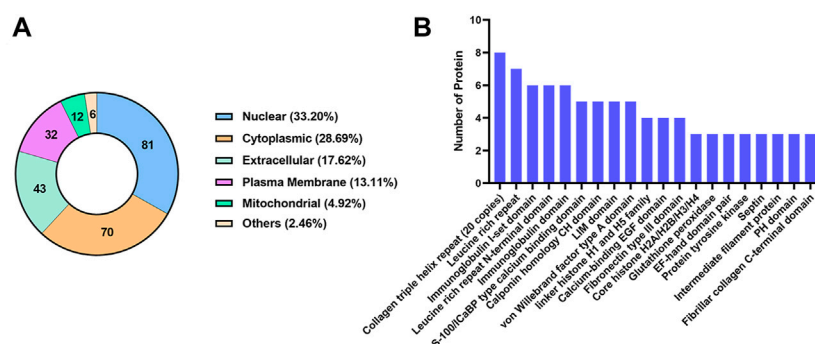 A
81
70
43
32
12
6
Nuclear (33.20%)
Cytoplasmic (28.69%)
Extracellular (17.62%)
Plasma Membrane (13.11%)
Mitochondrial (4.92%)
Others (2.46%)
B
Number of Protein
10
8
6
4
2
0
Collagen triple helix repeat (20 copies)
Leucine rich repeat
Immunoglobulin I-set domain
Leucine rich repeat N-terminal domain
Immunoglobulin domain
S-100/ICaBP type calcium binding domain
Calponin homology CH domain
LIM domain
von Willebrand factor type A domain
linker histone H1 and H5 family
Calcium-binding EGF domain
Fibronectin type III domain
Core histone H2A/H2B/H3/H4
Glutathione peroxidase
EF-hand domain pair
Protein tyrosine kinase
Septin
Intermediate filament protein
PH domain
Fibrillar collagen C-terminal domain